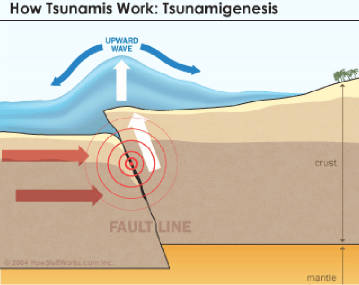 How Tsunamis Work: Tsunamigenesis
UPWARD
WAVE
crust
FAULT LINE
© 2004 HowStuffWorks.com Inc.
mantle